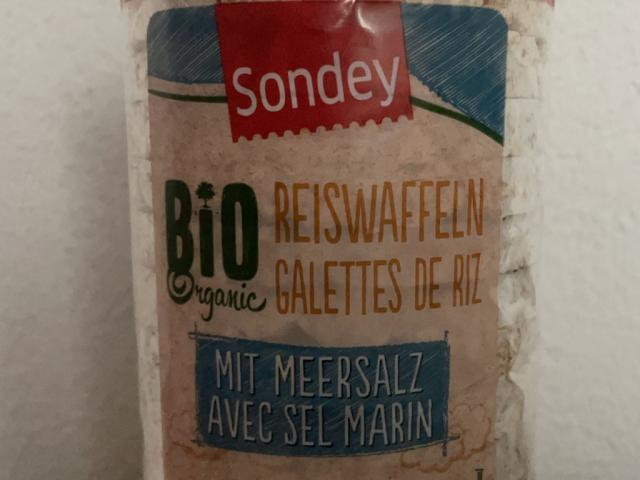 Sondey
BiO
Organic
REISWAFFELN
GALETTES DE RIZ
MIT MEERSALZ
AVEC SEL MARIN